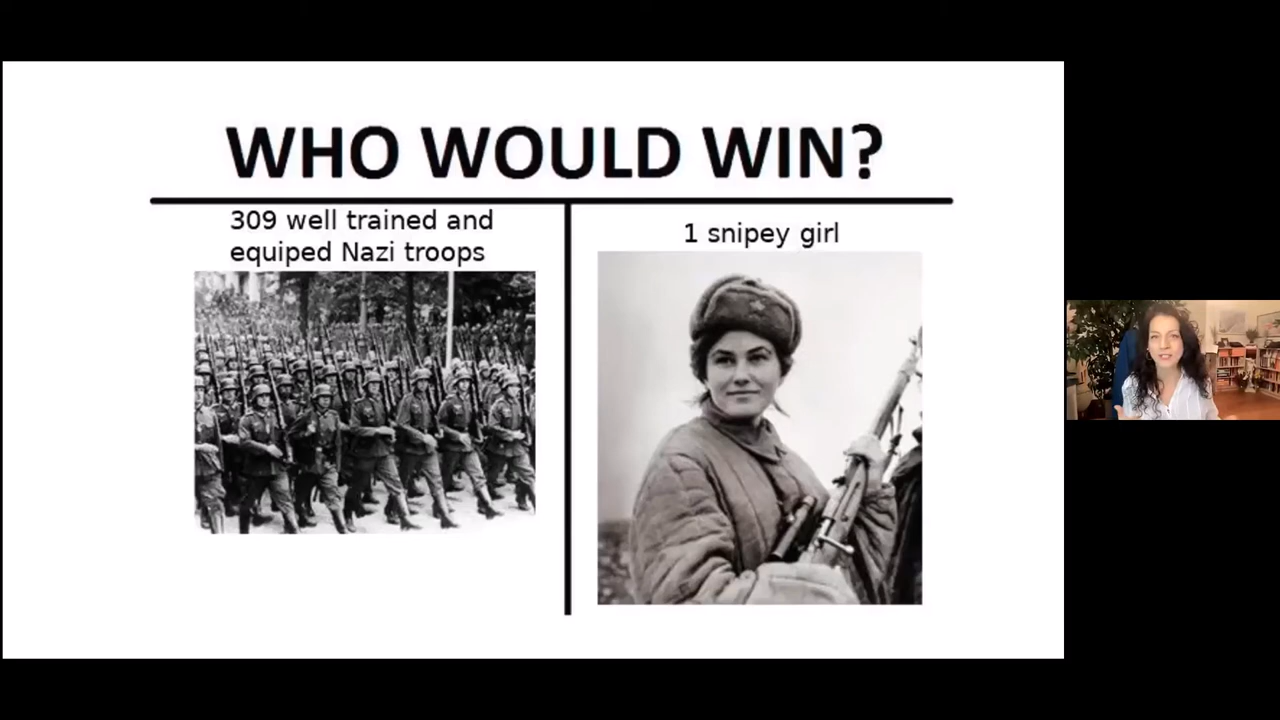 WHO WOULD WIN?
309 well trained and
equiped Nazi troops
1 snipey girl